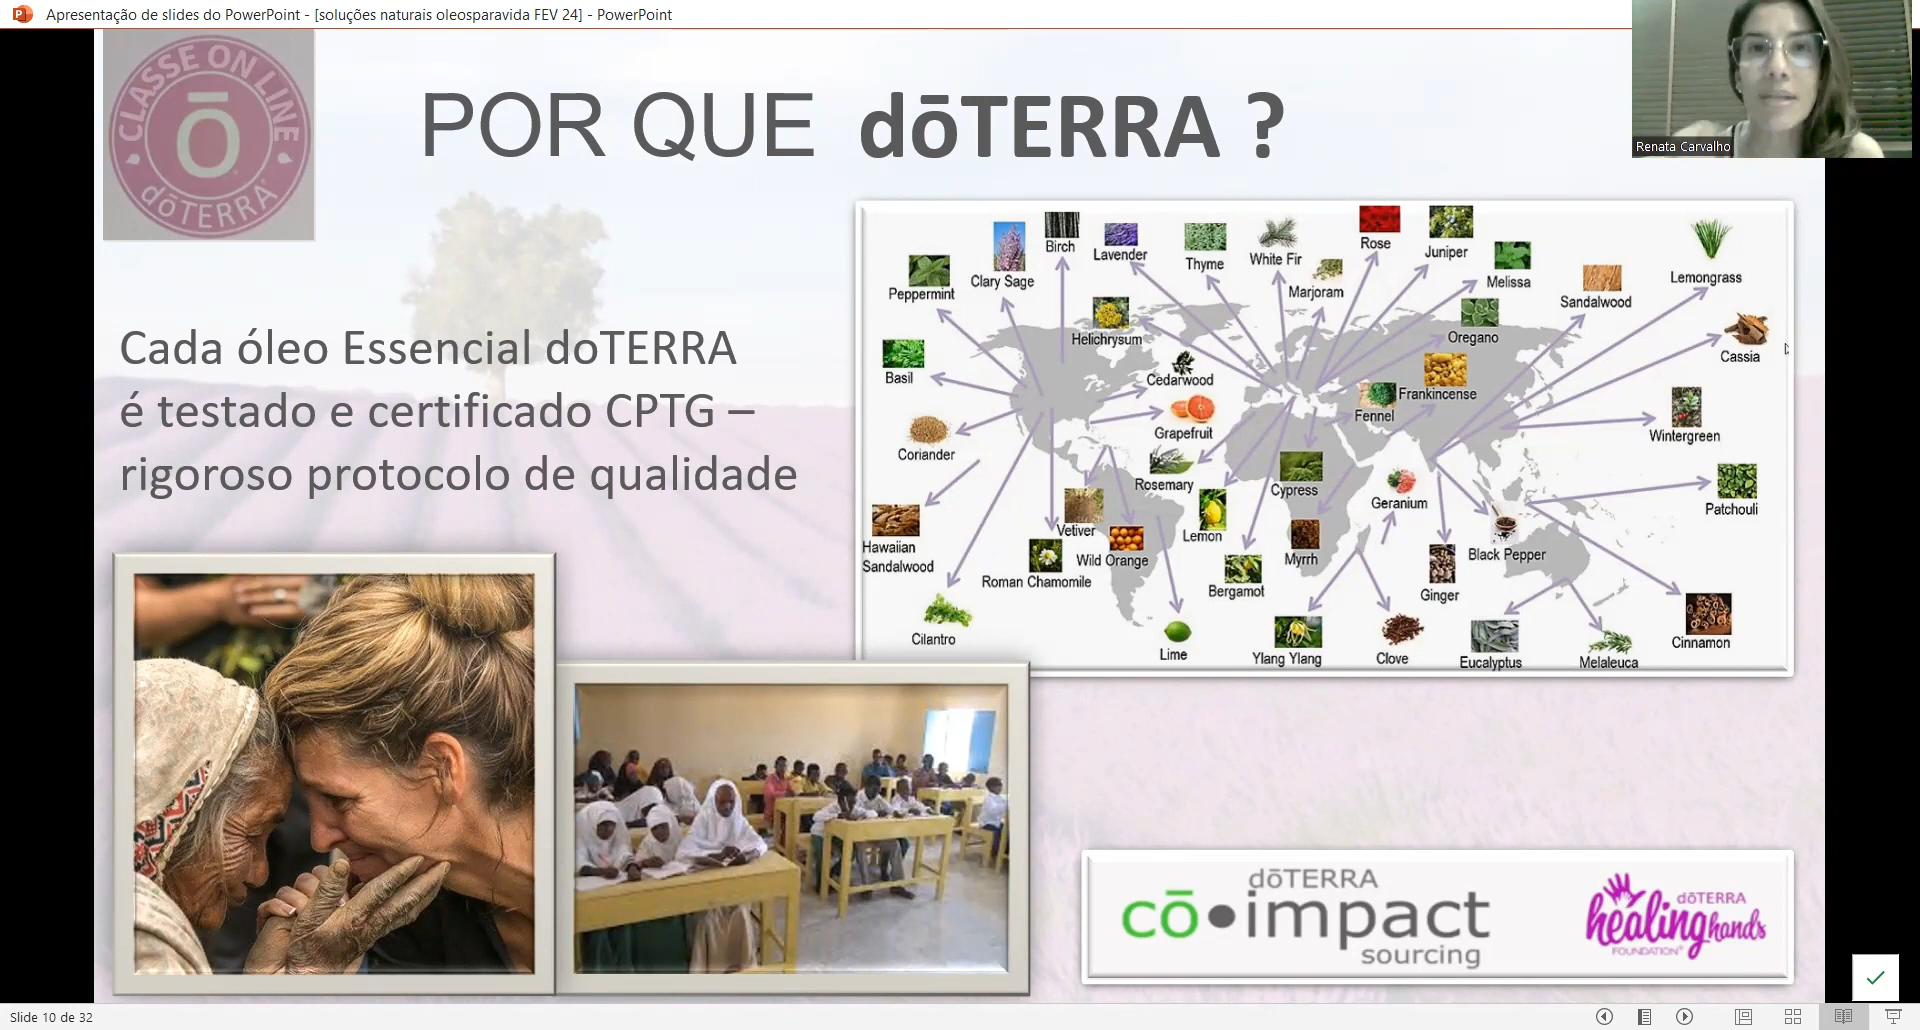 Apresentação de slides do PowerPoint - [soluções naturais oleosparavida FEV 24] - PowerPoint
CLASSE ON LINE
ō
dōTERRA
POR QUE dōTERRA ?
Renata Carvalho
Cada óleo Essencial doTERRA
é testado e certificado CPTG –
rigoroso protocolo de qualidade
Birch
Lavender
Thyme
White Fir
Rose
Juniper
Clary Sage
Peppermint
Marjoram
Melissa
Sandalwood
Lemongrass
Helichrysum
Oregano
Cassia
Basil
Cedarwood
Frankincense
Fennel
Grapefruit
Wintergreen
Coriander
Rosemary
Cypress
Geranium
Patchouli
Vetiver
Lemon
Hawaiian
Sandalwood
Wild Orange
Myrrh
Black Pepper
Roman Chamomile
Bergamot
Ginger
Cilantro
Lime
Ylang Ylang
Clove
Eucalyptus
Melaleuca
Cinnamon
dōTERRA
cō•impact
sourcing
dōTERRA
healing hands
FOUNDATION®
Slide 10 de 32